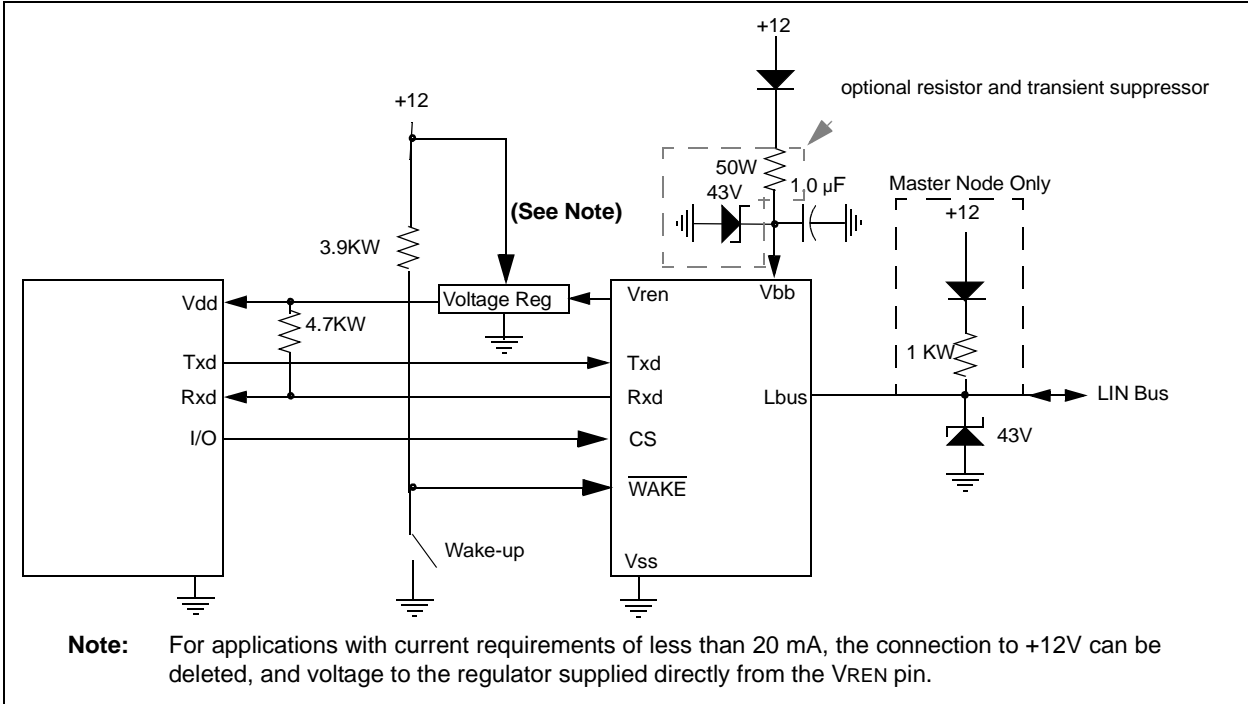 +12
optional resistor and transient suppressor
+12
50W
1.0 µF
43V
Master Node Only
+12
(See Note)
3.9KW
Vdd
Voltage Reg
Vren
Vbb
4.7KW
1 KW
Txd
Txd
Rxd
Rxd
Lbus
LIN Bus
I/O
CS
43V
WAKE
Wake-up
Vss
Note: For applications with current requirements of less than 20 mA, the connection to +12V can be
deleted, and voltage to the regulator supplied directly from the VREN pin.